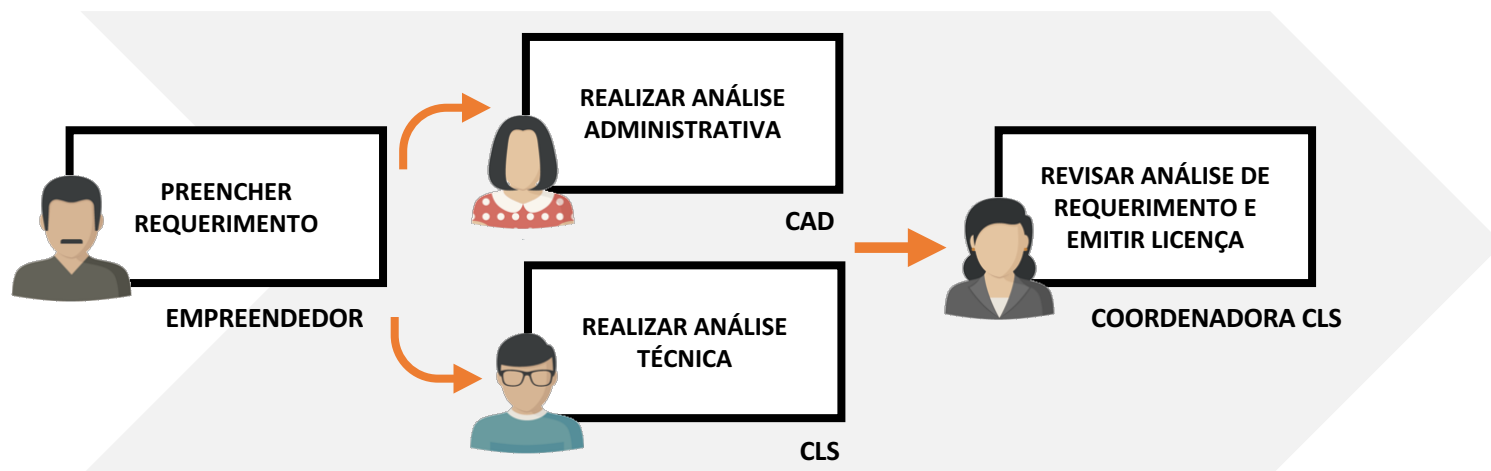 PREENCHER
REQUERIMENTO
EMPREENDEDOR
REALIZAR ANÁLISE
ADMINISTRATIVA
CAD
REALIZAR ANÁLISE
TÉCNICA
CLS
REVISAR ANÁLISE DE
REQUERIMENTO E
EMITIR LICENÇA
COORDENADORA CLS